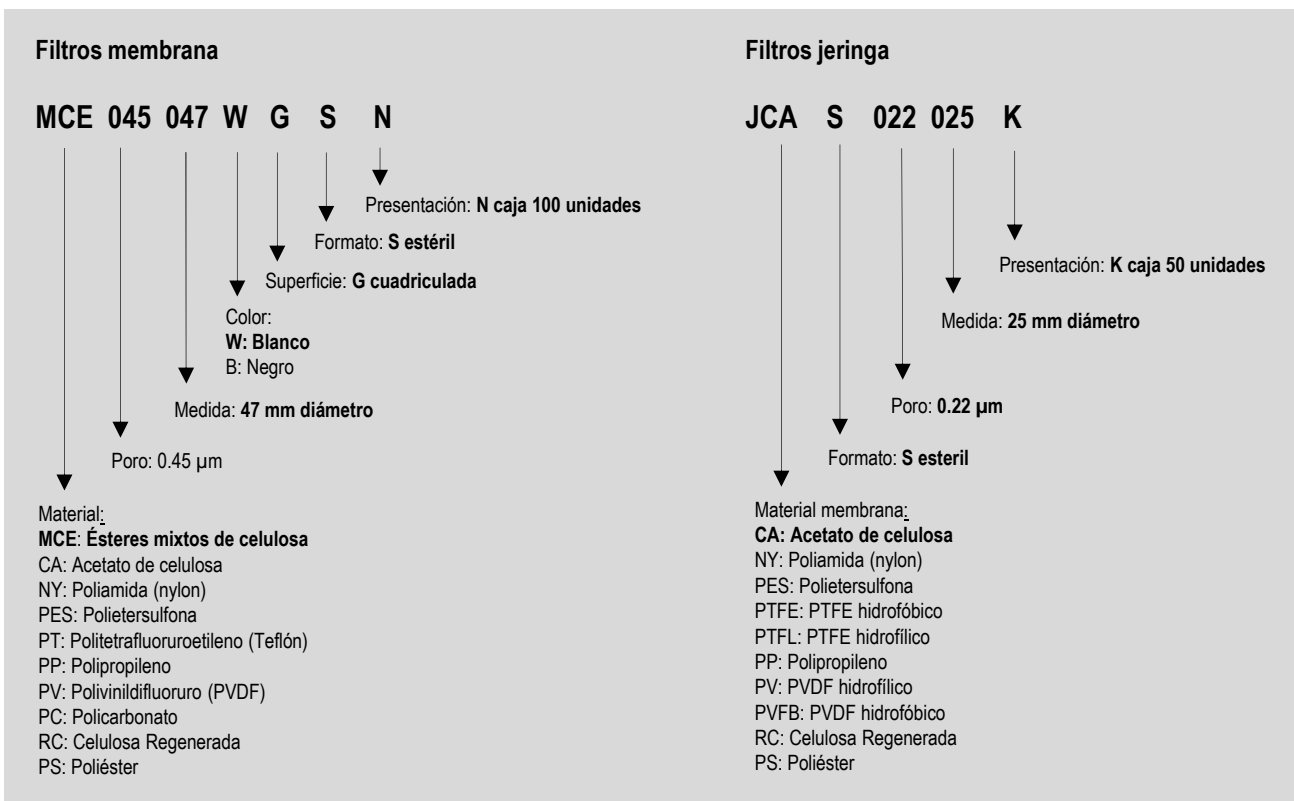 Filtros membrana
MCE 045 047 W G S N
Presentación: N caja 100 unidades
Formato: S estéril
Superficie: G cuadriculada
Color:
W: Blanco
B: Negro
Medida: 47 mm diámetro
Poro: 0.45 µm
Material:
MCE: Ésteres mixtos de celulosa
CA: Acetato de celulosa
NY: Poliamida (nylon)
PES: Polietersulfona
PT: Politetrafluoruroetileno (Teflón)
PP: Polipropileno
PV: Polivinildifluoruro (PVDF)
PC: Policarbonato
RC: Celulosa Regenerada
PS: Poliéster
Filtros jeringa
JCA S 022 025 K
Presentación: K caja 50 unidades
Medida: 25 mm diámetro
Poro: 0.22 µm
Formato: S esteril
Material membrana:
CA: Acetato de celulosa
NY: Poliamida (nylon)
PES: Polietersulfona
PTFE: PTFE hidrofóbico
PTFL: PTFE hidrofílico
PP: Polipropileno
PV: PVDF hidrofílico
PVFB: PVDF hidrofóbico
RC: Celulosa Regenerada
PS: Poliéster